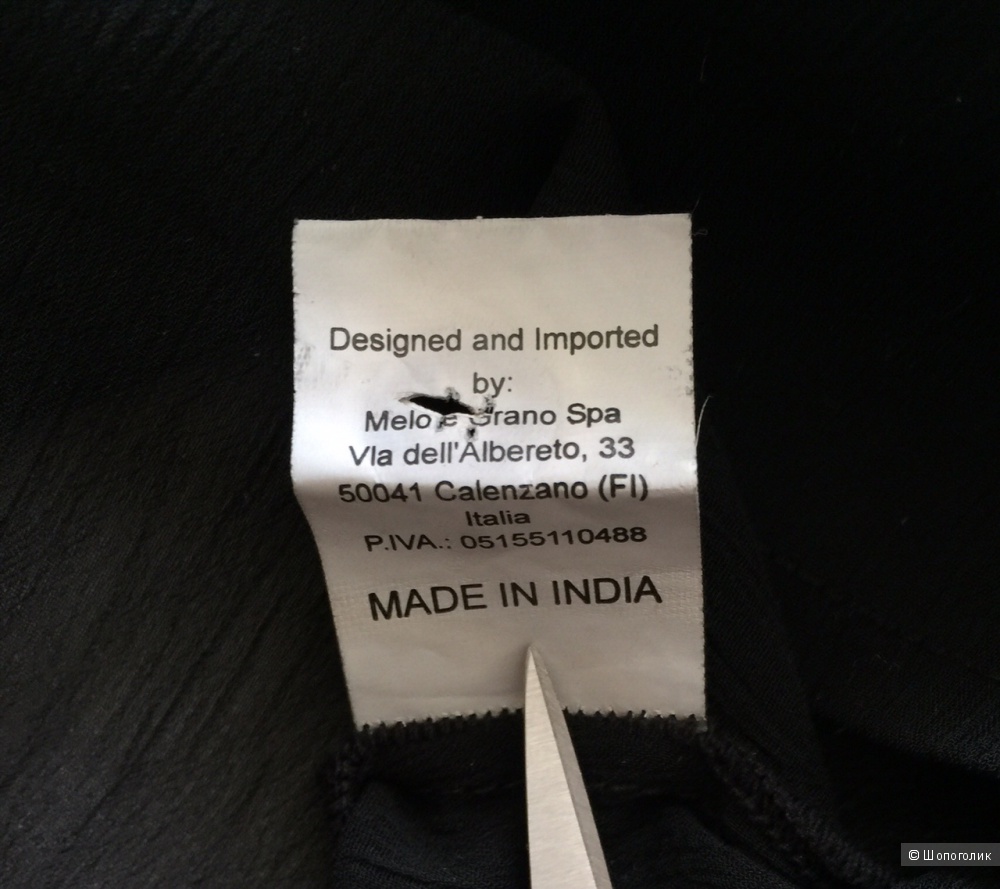 Designed and Imported
by:
Melo e Grano Spa
VIa dell'Albereto, 33
50041 Calenzano (FI)
Italia
P.IVA.: 05155110488
MADE IN INDIA
© Шопоголик